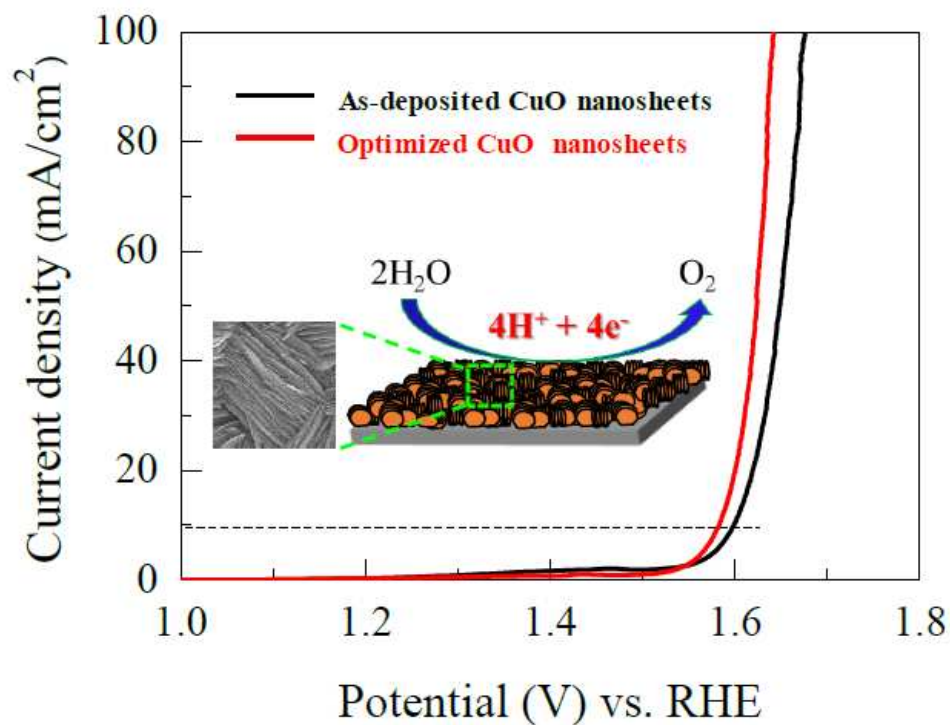 100
80
60
40
20
0
Current density (mA/cm²)
As-deposited CuO nanosheets
Optimized CuO nanosheets
2H₂O
O₂
4H⁺ + 4e⁻
1.0
1.2
1.4
1.6
1.8
Potential (V) vs. RHE